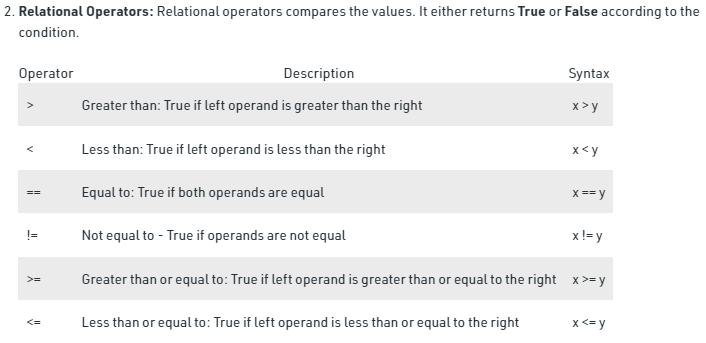 2. Relational Operators: Relational operators compares the values. It either returns True or False according to the
condition.
Operator Description Syntax
> Greater than: True if left operand is greater than the right x > y
< Less than: True if left operand is less than the right x < y
== Equal to: True if both operands are equal x == y
!= Not equal to - True if operands are not equal x != y
>= Greater than or equal to: True if left operand is greater than or equal to the right x >= y
<= Less than or equal to: True if left operand is less than or equal to the right x <= y